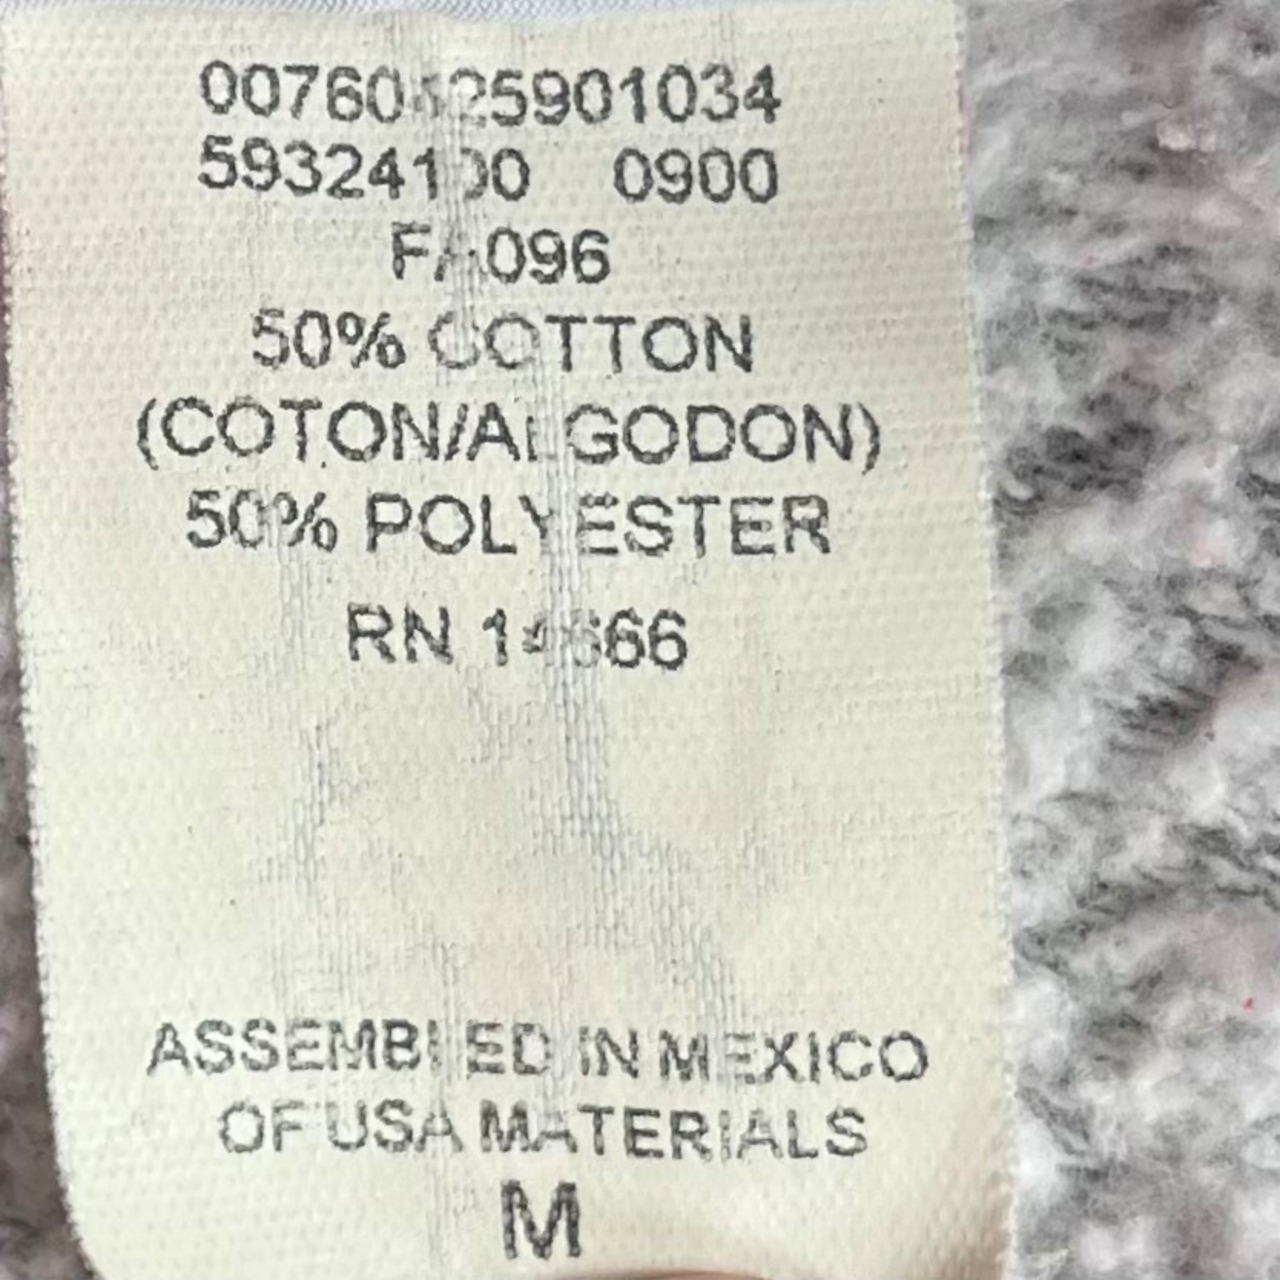 59324100 0900
FA096
50% COTTON
(COTON/ALGODON)
50% POLYESTER
RN
ASSEMBLED IN MEXICO
OF USA MATERIALS
M